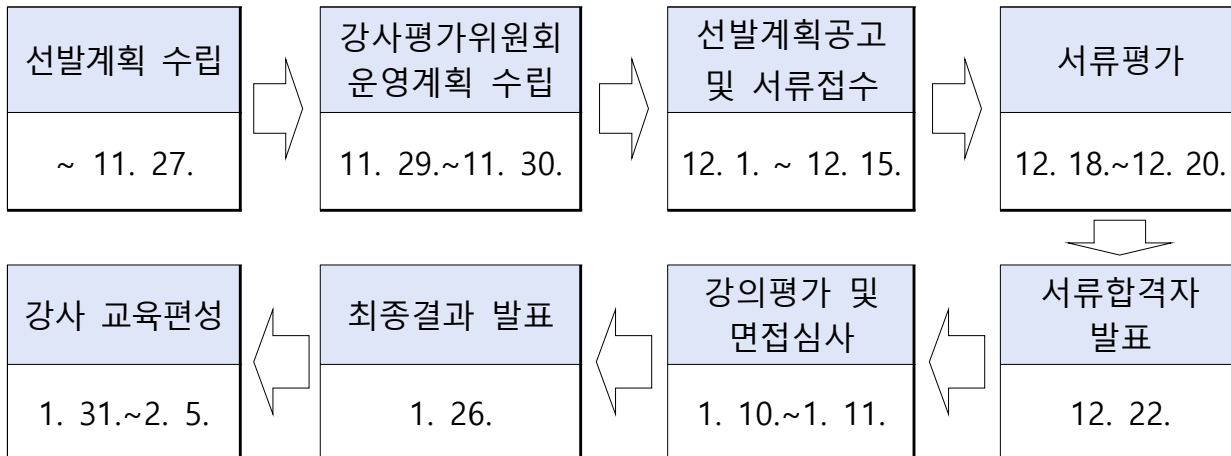 선발계획 수립
~ 11. 27.
강사평가위원회
운영계획 수립
11. 29.~11. 30.
선발계획공고
및 서류접수
12. 1. ~ 12. 15.
서류평가
12. 18.~12. 20.
서류합격자
발표
12. 22.
강의평가 및
면접심사
1. 10.~1. 11.
최종결과 발표
1. 26.
강사 교육편성
1. 31.~2. 5.